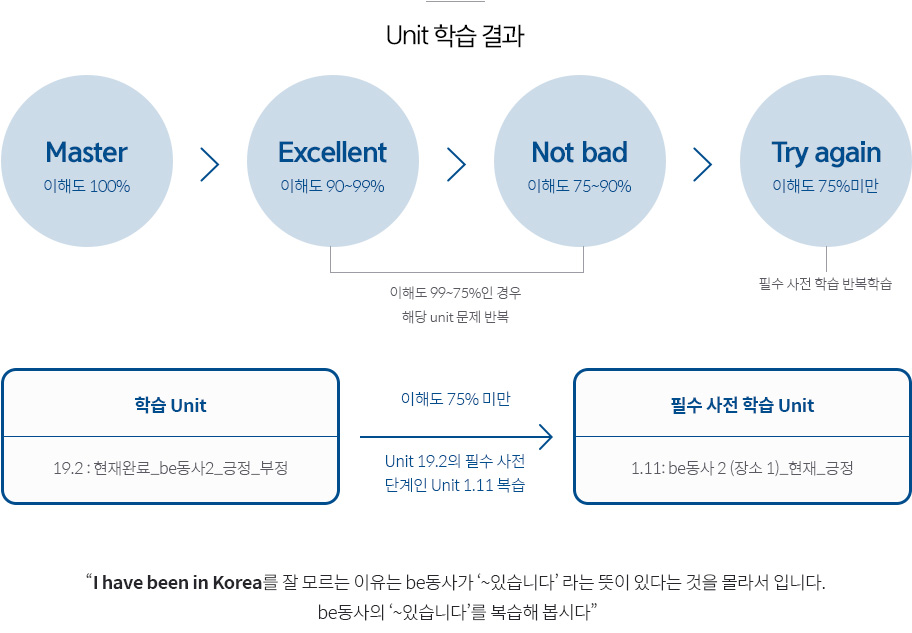 Unit 학습 결과
Master
이해도 100%
Excellent
이해도 90~99%
Not bad
이해도 75~90%
Try again
이해도 75%미만
이해도 99~75%인 경우
해당 unit 문제 반복
필수 사전 학습 반복학습
학습 Unit
19.2 : 현재완료_be동사2_긍정_부정
이해도 75% 미만
Unit 19.2의 필수 사전
단계인 Unit 1.11 복습
필수 사전 학습 Unit
1.11: be동사 2 (장소 1)_현재_긍정
“I have been in Korea를 잘 모르는 이유는 be동사가 ‘~있습니다’ 라는 뜻이 있다는 것을 몰라서 입니다.
be동사의 ‘~있습니다’를 복습해 봅시다”